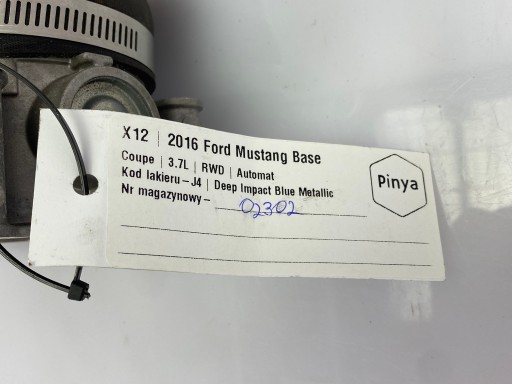 X12 | 2016 Ford Mustang Base
Coupe | 3.7L | RWD | Automat
Kod lakieru – J4 | Deep Impact Blue Metallic
Nr magazynowy – 02302
Pinya